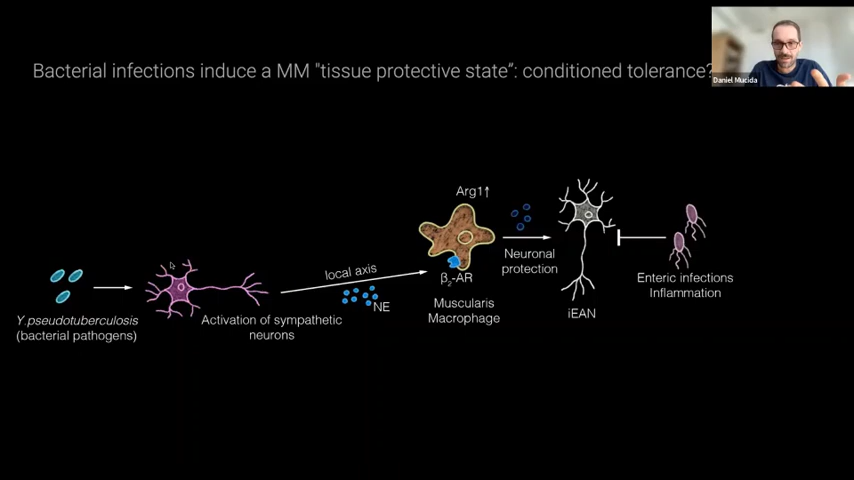 Bacterial infections induce a MM "tissue protective state": conditioned tolerance?
Daniel Mucida
Arg1↑
local axis
NE
β2-AR
Muscularis
Macrophage
Neuronal
protection
iEAN
Enteric infections
Inflammation
Y.pseudotuberculosis
(bacterial pathogens)
Activation of sympathetic
neurons